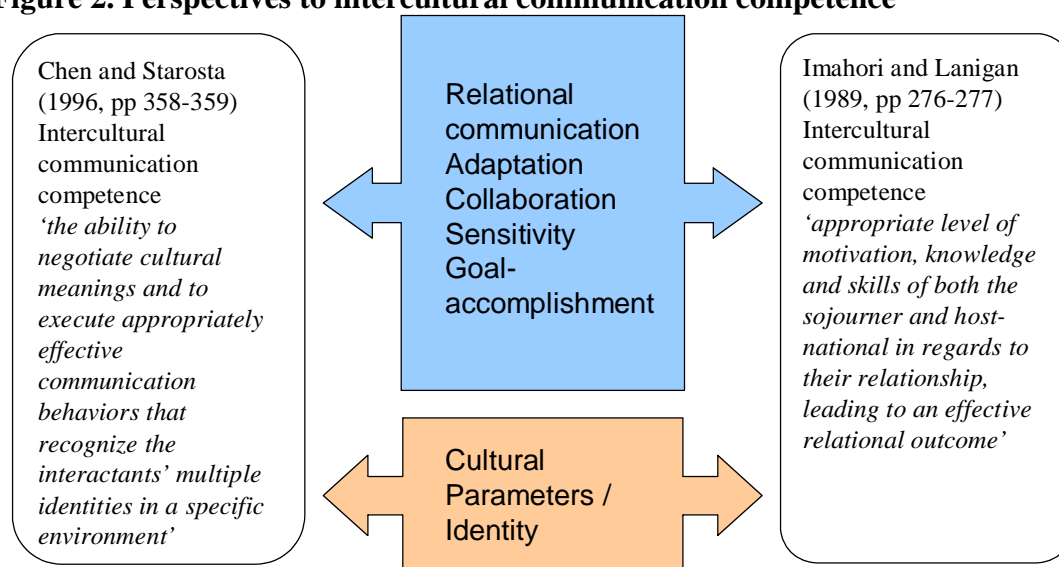 Figure 2. Perspectives to intercultural communication competence
Chen and Starosta
(1996, pp 358-359)
Intercultural
communication
competence
‘the ability to
negotiate cultural
meanings and to
execute appropriately
effective
communication
behaviors that
recognize the
interactants’ multiple
identities in a specific
environment’
Relational
communication
Adaptation
Collaboration
Sensitivity
Goal-
accomplishment
Cultural
Parameters /
Identity
Imahori and Lanigan
(1989, pp 276-277)
Intercultural
communication
competence
‘appropriate level of
motivation, knowledge
and skills of both the
sojourner and host-
national in regards to
their relationship,
leading to an effective
relational outcome’